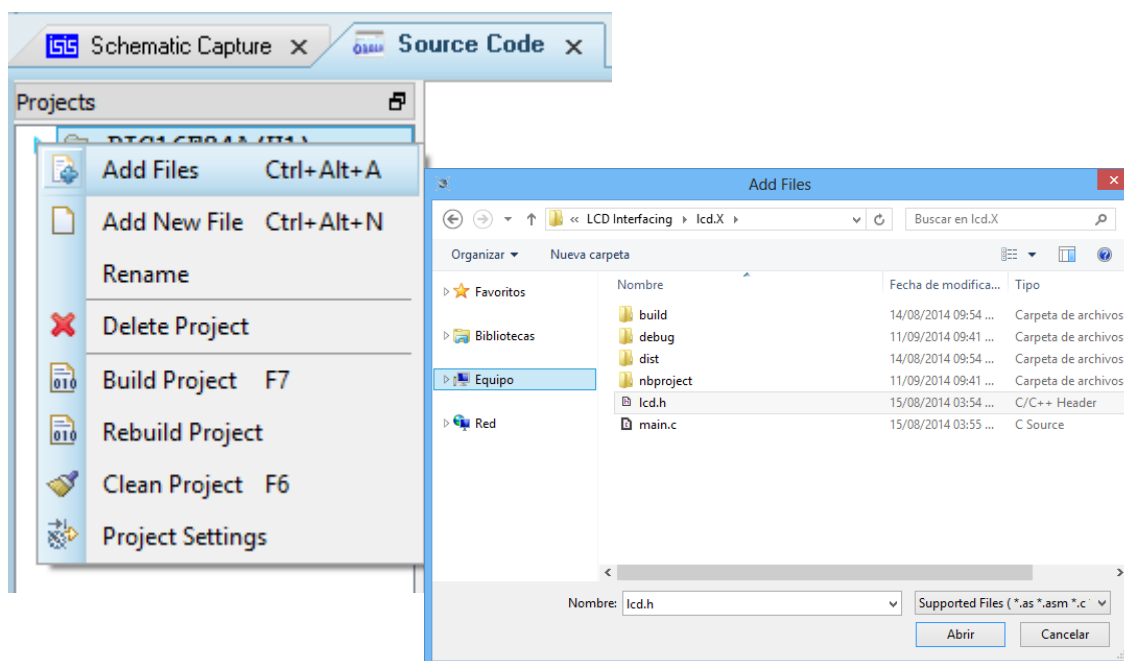 ISIS Schematic Capture Source Code
Projects
PIC16F84A (U1)
Add Files Ctrl+Alt+A
Add New File Ctrl+Alt+N
Rename
Delete Project
Build Project F7
Rebuild Project
Clean Project F6
Project Settings
Add Files
« LCD Interfacing lcd.X Buscar en lcd.X
Organizar Nueva carpeta
Favoritos
Bibliotecas
Equipo
Red
Nombre Fecha de modifica... Tipo
build 14/08/2014 09:54 ... Carpeta de archivos
debug 11/09/2014 09:41 ... Carpeta de archivos
dist 14/08/2014 09:54 ... Carpeta de archivos
nbproject 11/09/2014 09:41 ... Carpeta de archivos
lcd.h 15/08/2014 03:54 ... C/C++ Header
main.c 15/08/2014 03:55 ... C Source
Nombre: lcd.h Supported Files ( *.as *.asm *.c
Abrir Cancelar